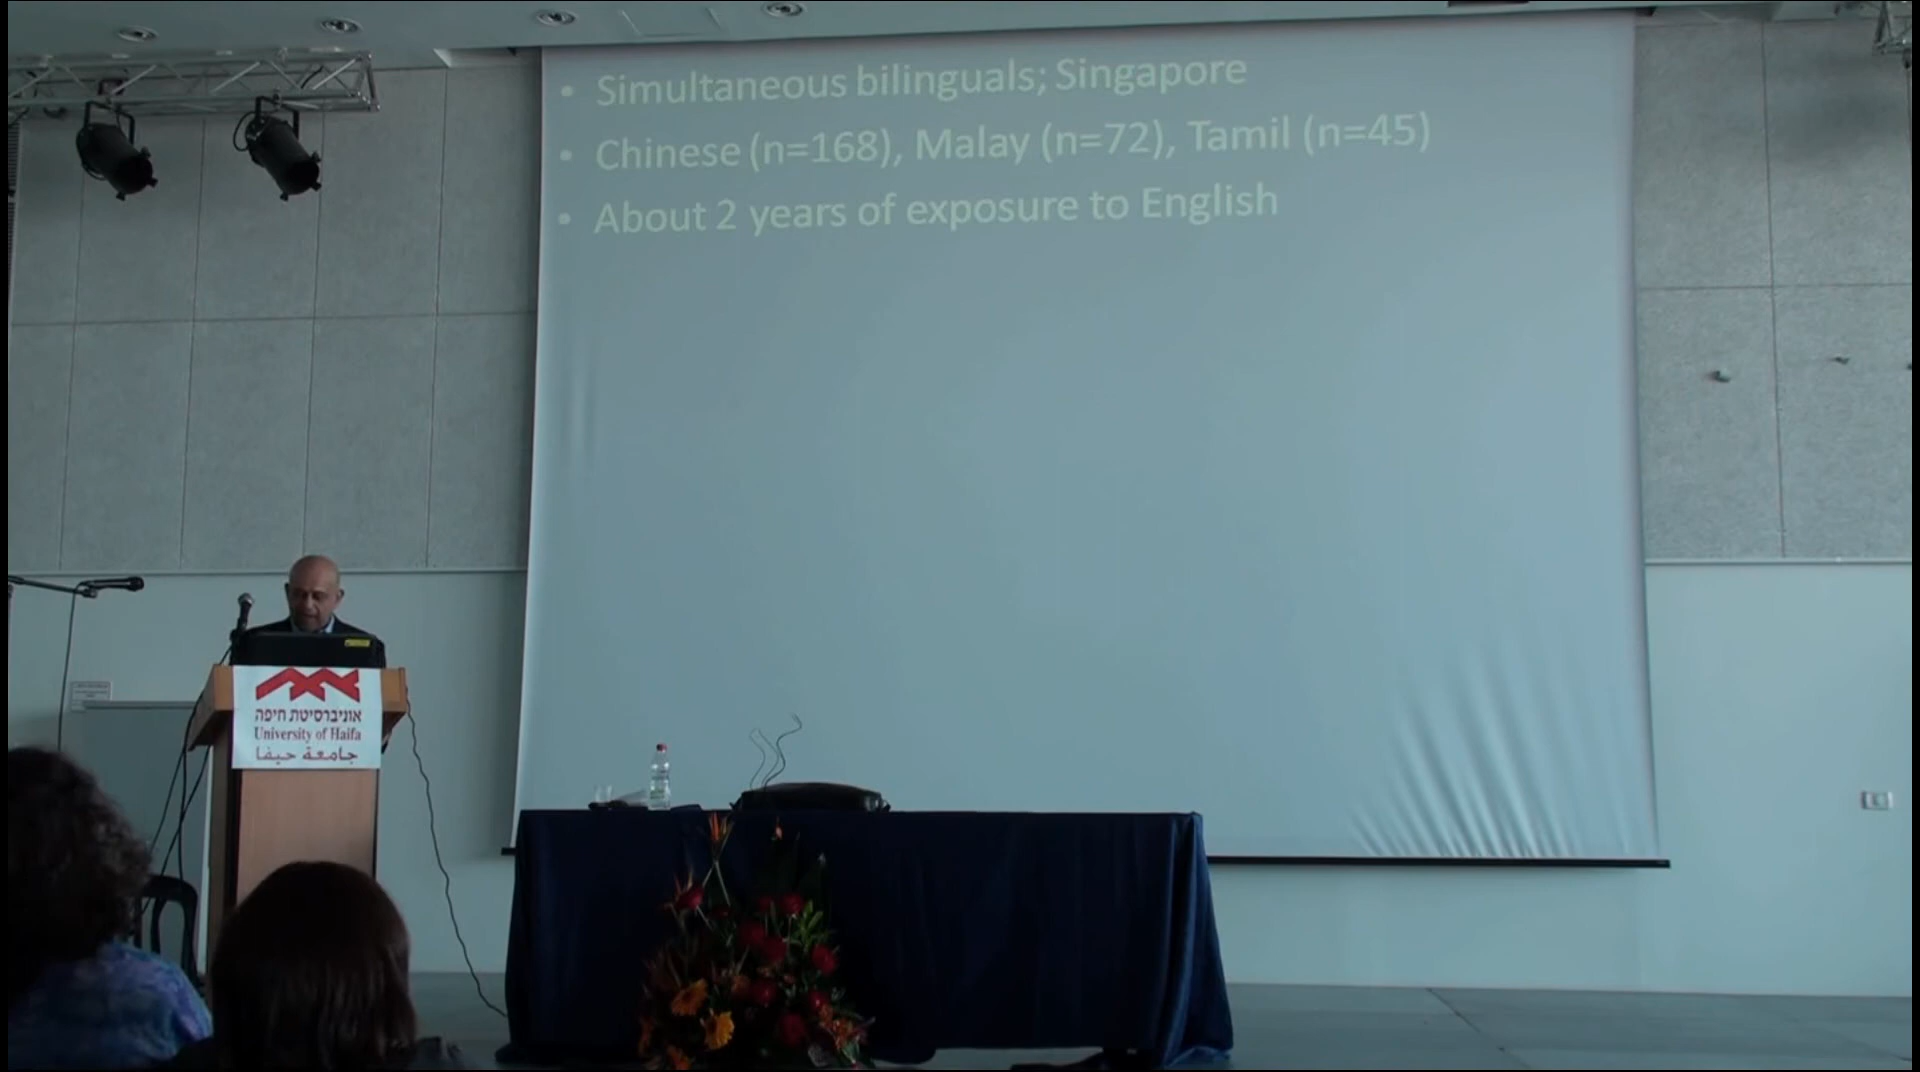 • Simultaneous bilinguals; Singapore
• Chinese (n=168), Malay (n=72), Tamil (n=45)
• About 2 years of exposure to English
אוניברסיטת חיפה
University of Haifa
جامعة حيفا